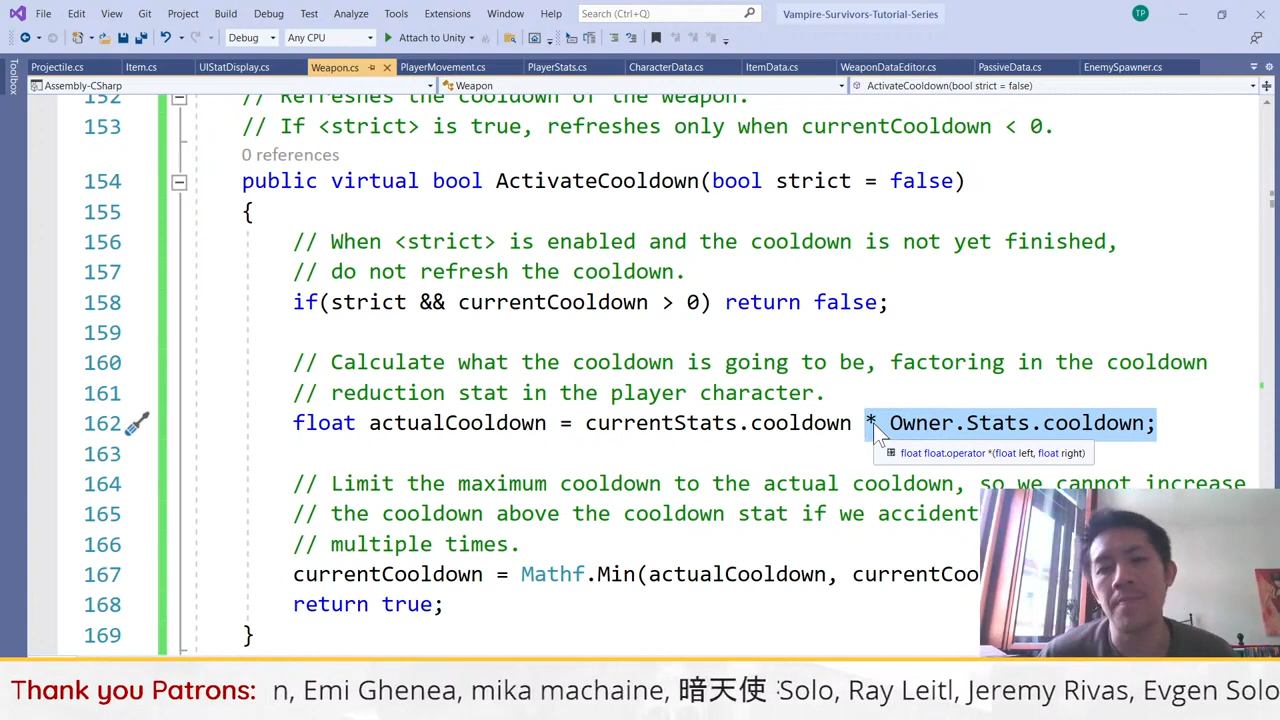 File Edit View Git Project Build Debug Test Analyze Tools Extensions Window Help Search (Ctrl+Q) Vampire-Survivors-Tutorial-Series TP
Debug Any CPU Attach to Unity
Toolbox
Projectile.cs Item.cs UIStatDisplay.cs Weapon.cs PlayerMovement.cs PlayerStats.cs CharacterData.cs ItemData.cs WeaponDataEditor.cs PassiveData.cs EnemySpawner.cs
Assembly-CSharp Weapon ActivateCooldown(bool strict = false)
152 // Refreshes the cooldown of the weapon.
153 // If <strict> is true, refreshes only when currentCooldown < 0.
0 references
154 public virtual bool ActivateCooldown(bool strict = false)
155 {
156 // When <strict> is enabled and the cooldown is not yet finished,
157 // do not refresh the cooldown.
158 if(strict && currentCooldown > 0) return false;
159
160 // Calculate what the cooldown is going to be, factoring in the cooldown
161 // reduction stat in the player character.
162 float actualCooldown = currentStats.cooldown * Owner.Stats.cooldown;
float float.operator *(float left, float right)
163
164 // Limit the maximum cooldown to the actual cooldown, so we cannot increase
165 // the cooldown above the cooldown stat if we accident
166 // multiple times.
167 currentCooldown = Mathf.Min(actualCooldown, currentCoo
168 return true;
169 }
Thank you Patrons: n, Emi Ghenea, mika machaine, 暗天使 Solo, Ray Leitl, Jeremy Rivas, Evgen Solo